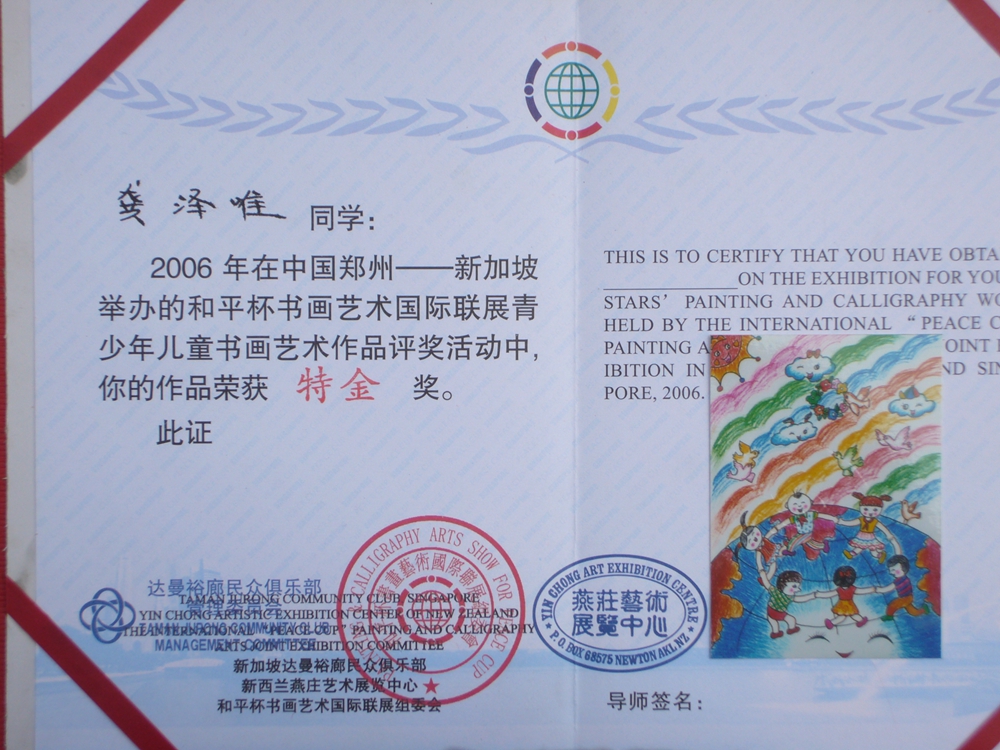 龚泽唯 同学:
2006 年在中国郑州——新加坡
举办的和平杯书画艺术国际联展青
少年儿童书画艺术作品评奖活动中,
你的作品荣获 特金 奖。
此证
THIS IS TO CERTIFY THAT YOU HAVE OBTA
ON THE EXHIBITION FOR YOU
STARS' PAINTING AND CALLIGRAPHY WO
HELD BY THE INTERNATIONAL “ PEACE C
PAINTING A OINT E
IBITION IN ND SIN
PORE, 2006.
达曼裕廊民众俱乐部
TAMAN JURONG COMMUNITY CLUB, SINGAPORE
YIN CHONG ARTISTIC EXHIBITION CENTER OF NEW ZEALAND
THE INTERNATIONAL “PEACE CUP” PAINTING AND CALLIGRAPHY
ARTS JOINT EXHIBITION COMMITTEE
MANAGEMENT COMMITTEE
新加坡达曼裕廊民众俱乐部
新西兰燕庄艺术展览中心
和平杯书画艺术国际联展组委会
CALLIGRAPHY ARTS SHOW FOR
CUP
YIN CHONG ART EXHIBITION CENTRE
燕莊藝術
展覽中心
P.O.BOX 68575 NEWTON AKL NZ
导师签名: